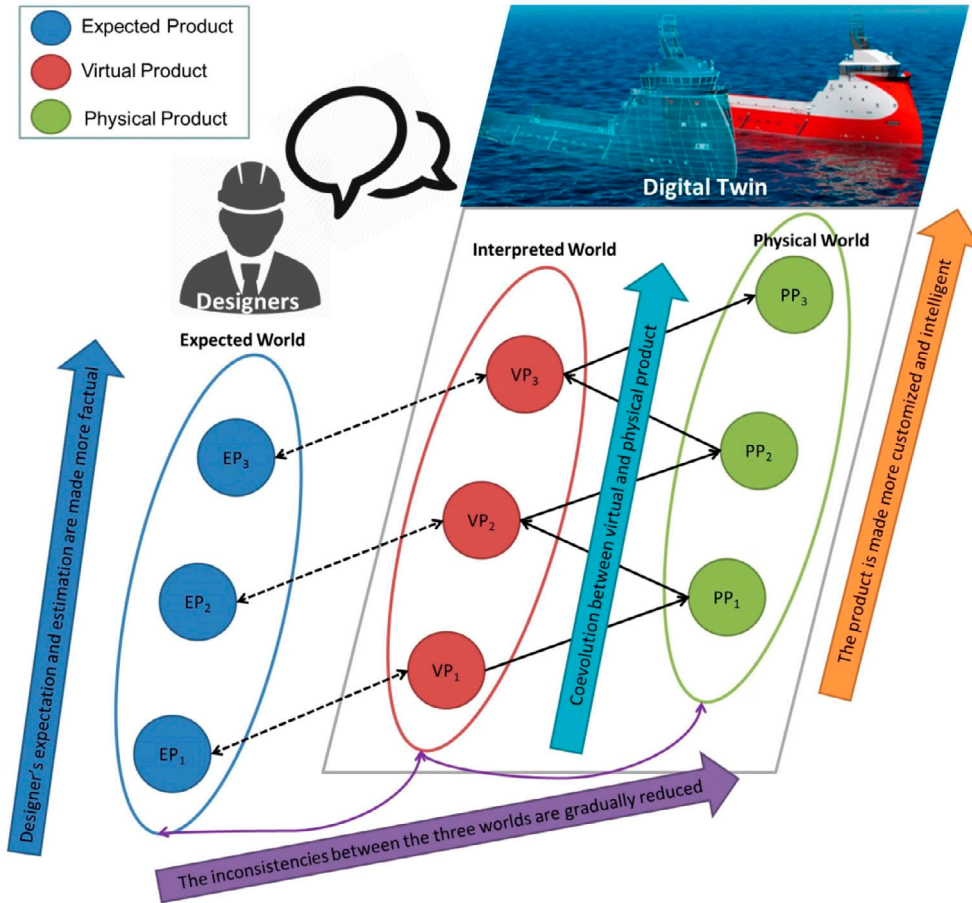 Expected Product
Virtual Product
Physical Product
Digital Twin
Designers
Expected World
Interpreted World
Physical World
EP₃
EP₂
EP₁
VP₃
VP₂
VP₁
PP₃
PP₂
PP₁
Designer's expectation and estimation are made more factual
Coevolution between virtual and physical product
The product is made more customized and intelligent
The inconsistencies between the three worlds are gradually reduced